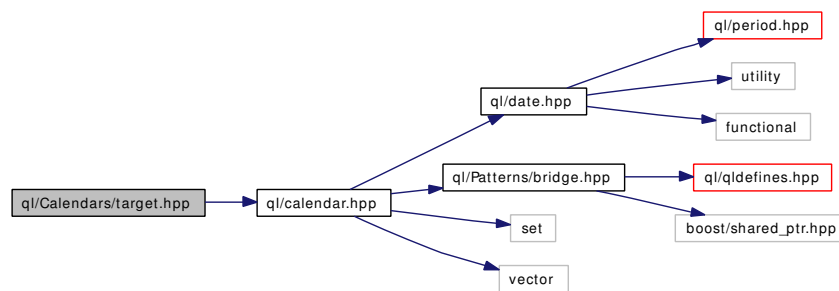 ql/period.hpp
utility
ql/date.hpp
functional
ql/Patterns/bridge.hpp
ql/qldefines.hpp
ql/Calendars/target.hpp
ql/calendar.hpp
set
boost/shared_ptr.hpp
vector